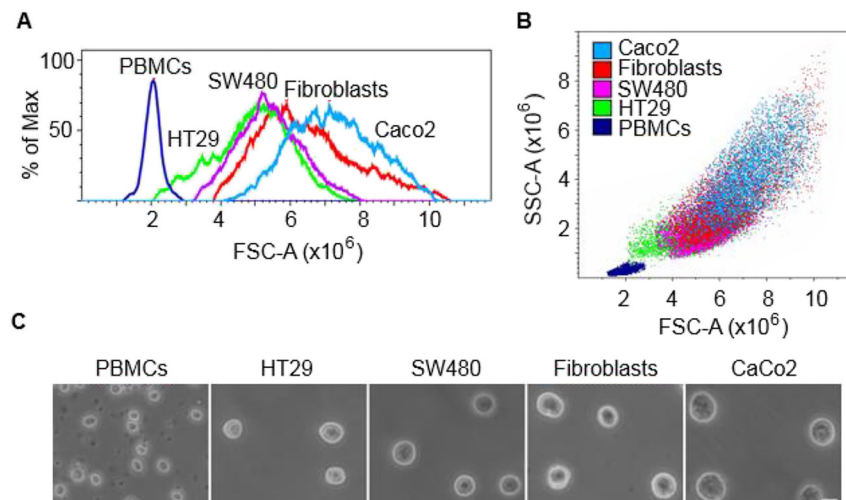 A
100
50
% of Max
PBMCs
HT29
SW480
Fibroblasts
Caco2
2 4 6 8 10
FSC-A (x10⁶)
B
Caco2
Fibroblasts
SW480
HT29
PBMCs
SSC-A (x10⁶)
8
6
4
2
2 4 6 8 10
FSC-A (x10⁶)
C
PBMCs HT29 SW480 Fibroblasts CaCo2